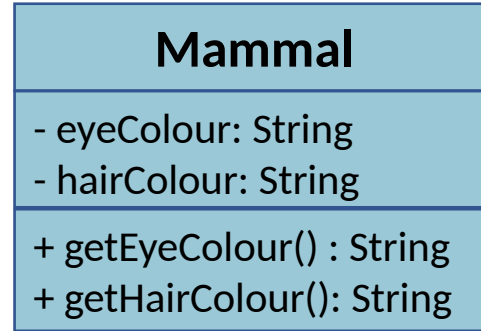 Mammal
- eyeColour: String
- hairColour: String
+ getEyeColour() : String
+ getHairColour(): String